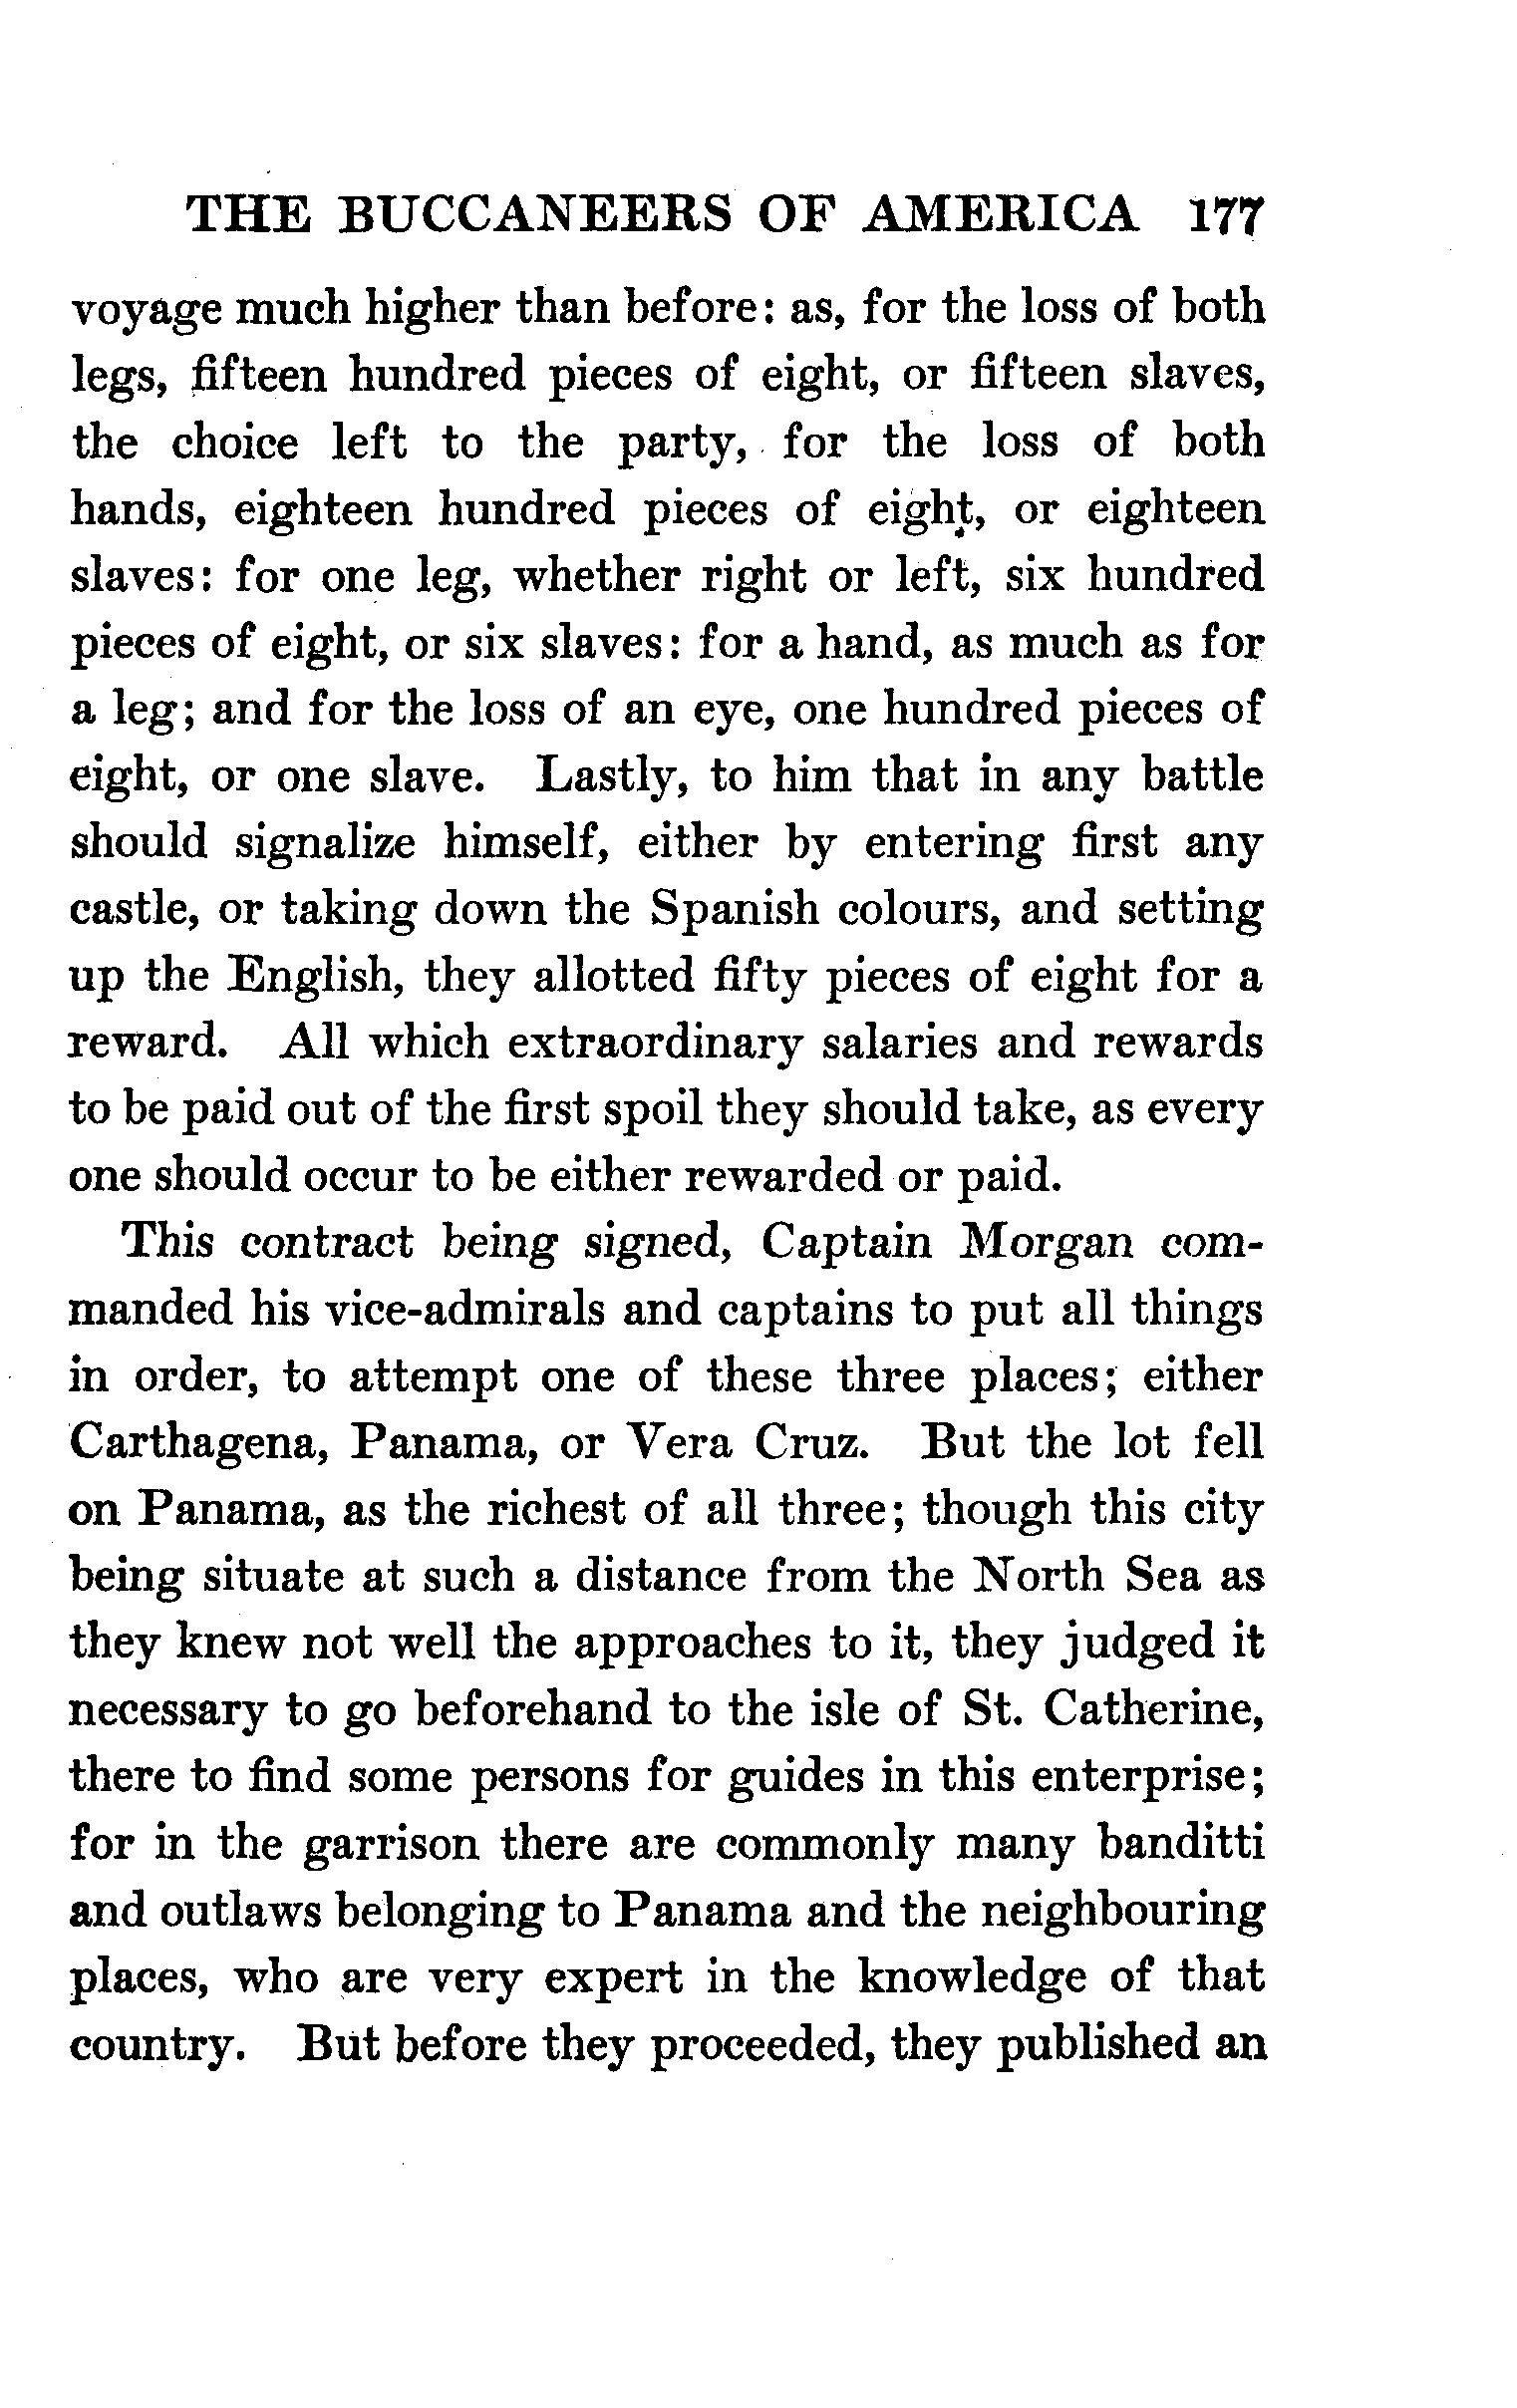 THE BUCCANEERS OF AMERICA 177
voyage much higher than before: as, for the loss of both
legs, fifteen hundred pieces of eight, or fifteen slaves,
the choice left to the party, for the loss of both
hands, eighteen hundred pieces of eight, or eighteen
slaves: for one leg, whether right or left, six hundred
pieces of eight, or six slaves: for a hand, as much as for
a leg; and for the loss of an eye, one hundred pieces of
eight, or one slave. Lastly, to him that in any battle
should signalize himself, either by entering first any
castle, or taking down the Spanish colours, and setting
up the English, they allotted fifty pieces of eight for a
reward. All which extraordinary salaries and rewards
to be paid out of the first spoil they should take, as every
one should occur to be either rewarded or paid.
This contract being signed, Captain Morgan com-
manded his vice-admirals and captains to put all things
in order, to attempt one of these three places; either
Carthagena, Panama, or Vera Cruz. But the lot fell
on Panama, as the richest of all three; though this city
being situate at such a distance from the North Sea as
they knew not well the approaches to it, they judged it
necessary to go beforehand to the isle of St. Catherine,
there to find some persons for guides in this enterprise;
for in the garrison there are commonly many banditti
and outlaws belonging to Panama and the neighbouring
places, who are very expert in the knowledge of that
country. But before they proceeded, they published an